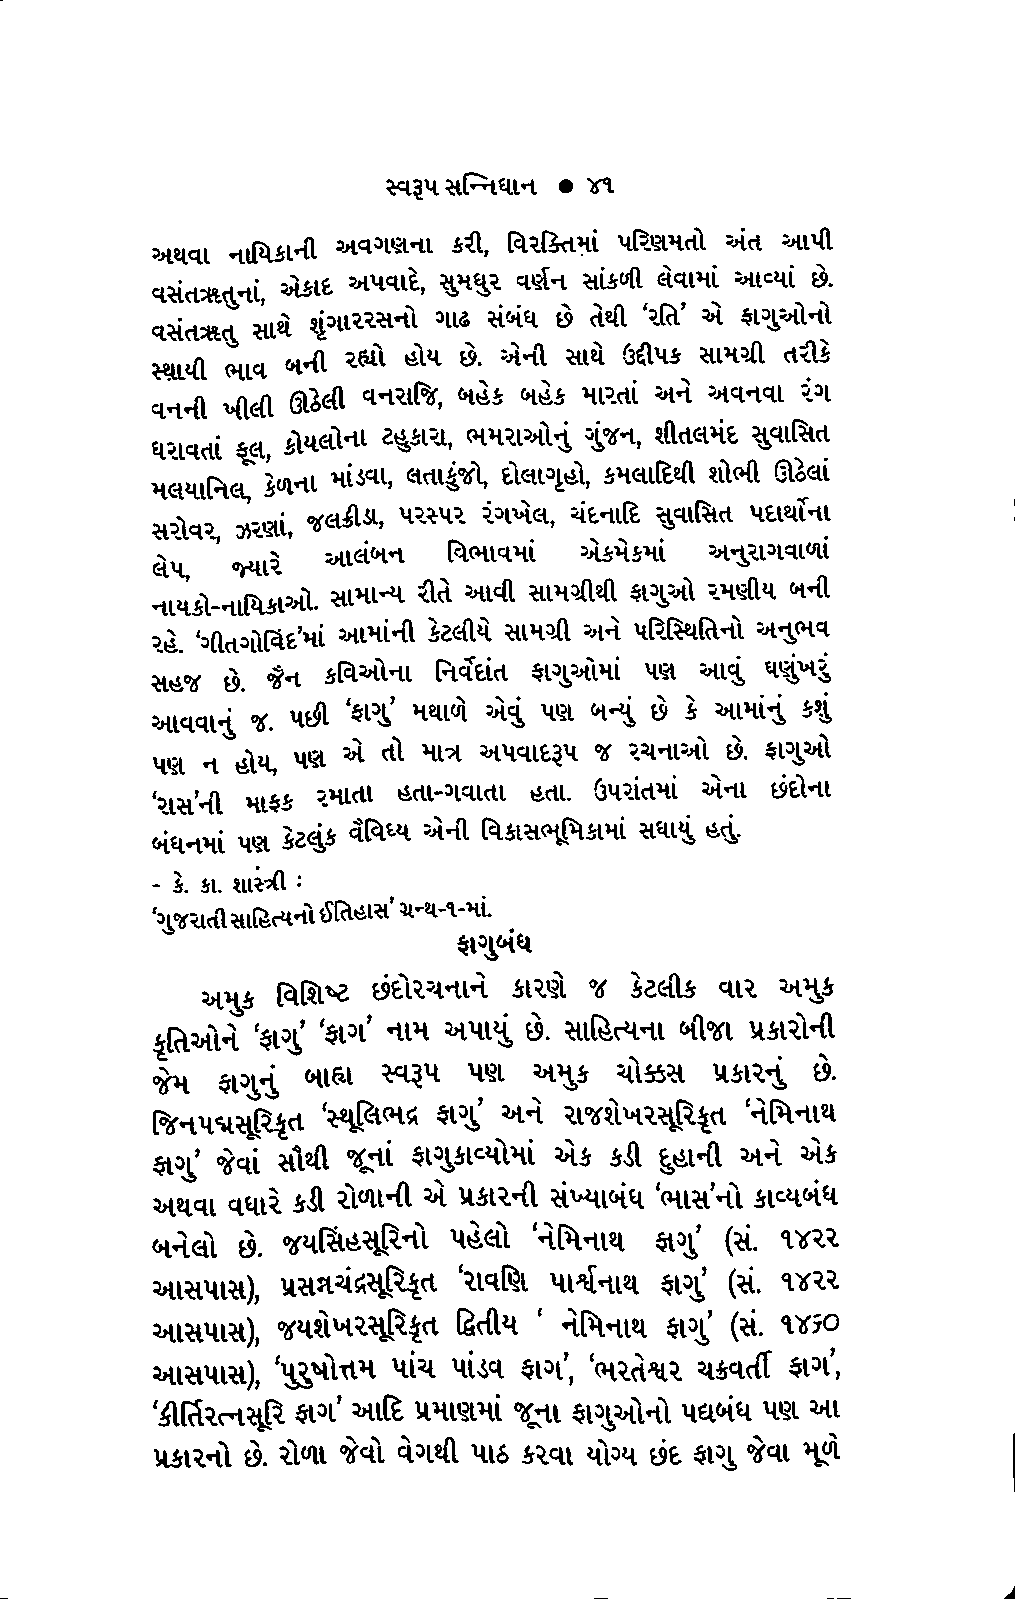 સ્વરૂપ સન્નિધાન ● ૪૧
અથવા નાયિકાની અવગણના કરી, વિરક્તિમાં પરિણમતો અંત આપી
વસંતઋતુનાં, એકાદ અપવાદે, સુમધુર વર્ણન સાંકળી લેવામાં આવ્યાં છે.
વસંતઋતુ સાથે શૃંગારરસનો ગાઢ સંબંધ છે તેથી ‘રતિ’ એ ફાગુઓનો
સ્થાયી ભાવ બની રહ્યો હોય છે. એની સાથે ઉદ્દીપક સામગ્રી તરીકે
વનની ખીલી ઊઠેલી વનરાજિ, બહેક બહેક મારતાં અને અવનવા રંગ
ધરાવતાં ફૂલ, કોયલોના ટહુકારા, ભમરાઓનું ગુંજન, શીતલમંદ સુવાસિત
મલયાનિલ, કેળના માંડવા, લતાકુંજો, દોલાગૃહો, કમલાદિથી શોભી ઊઠેલાં
સરોવર, ઝરણાં, જલક્રીડા, પરસ્પર રંગખેલ, ચંદનાદિ સુવાસિત પદાર્થોના
લેપ, જ્યારે આલંબન વિભાવમાં એકમેકમાં અનુરાગવાળાં
નાયકો-નાયિકાઓ. સામાન્ય રીતે આવી સામગ્રીથી ફાગુઓ રમણીય બની
રહે. ‘ગીતગોવિંદ’માં આમાંની કેટલીયે સામગ્રી અને પરિસ્થિતિનો અનુભવ
સહજ છે. જૈન કવિઓના નિર્વેદાંત ફાગુઓમાં પણ આવું ઘણુંખરું
આવવાનું જ. પછી ‘ફાગુ’ મથાળે એવું પણ બન્યું છે કે આમાંનું કશું
પણ ન હોય, પણ એ તો માત્ર અપવાદરૂપ જ રચનાઓ છે. ફાગુઓ
‘રાસ’ની માફક રમાતા હતા-ગવાતા હતા. ઉપરાંતમાં એના છંદોના
બંધનમાં પણ કેટલુંક વૈવિધ્ય એની વિકાસભૂમિકામાં સધાયું હતું.
- કે. કા. શાસ્ત્રી :
‘ગુજરાતી સાહિત્યનો ઈતિહાસ’ ગ્રન્થ-૧-માં.
ફાગુબંધ
અમુક વિશિષ્ટ છંદોરચનાને કારણે જ કેટલીક વાર અમુક
કૃતિઓને ‘ફાગુ’ ‘ફાગ’ નામ અપાયું છે. સાહિત્યના બીજા પ્રકારોની
જેમ ફાગુનું બાહ્ય સ્વરૂપ પણ અમુક ચોક્કસ પ્રકારનું છે.
જિનપદ્મસૂરિકૃત ‘સ્થૂલિભદ્ર ફાગુ’ અને રાજશેખરસૂરિકૃત ‘નેમિનાથ
ફાગુ’ જેવાં સૌથી જૂનાં ફાગુકાવ્યોમાં એક કડી દુહાની અને એક
અથવા વધારે કડી રોળાની એ પ્રકારની સંખ્યાબંધ ‘ભાસ’નો કાવ્યબંધ
બનેલો છે. જયસિંહસૂરિનો પહેલો ‘નેમિનાથ ફાગુ’ (સં. ૧૪૨૨
આસપાસ), પ્રસન્નચંદ્રસૂરિકૃત ‘રાવણિ પાર્શ્વનાથ ફાગુ’ (સં. ૧૪૨૨
આસપાસ), જયશેખરસૂરિકૃત દ્વિતીય ‘ નેમિનાથ ફાગુ’ (સં. ૧૪૬૦
આસપાસ), ‘પુરુષોત્તમ પાંચ પાંડવ ફાગ’, ‘ભરતેશ્વર ચક્રવર્તી ફાગ’,
‘કીર્તિરત્નસૂરિ ફાગ’ આદિ પ્રમાણમાં જૂના ફાગુઓનો પદ્યબંધ પણ આ
પ્રકારનો છે. રોળા જેવો વેગથી પાઠ કરવા યોગ્ય છંદ ફાગુ જેવા મૂળે